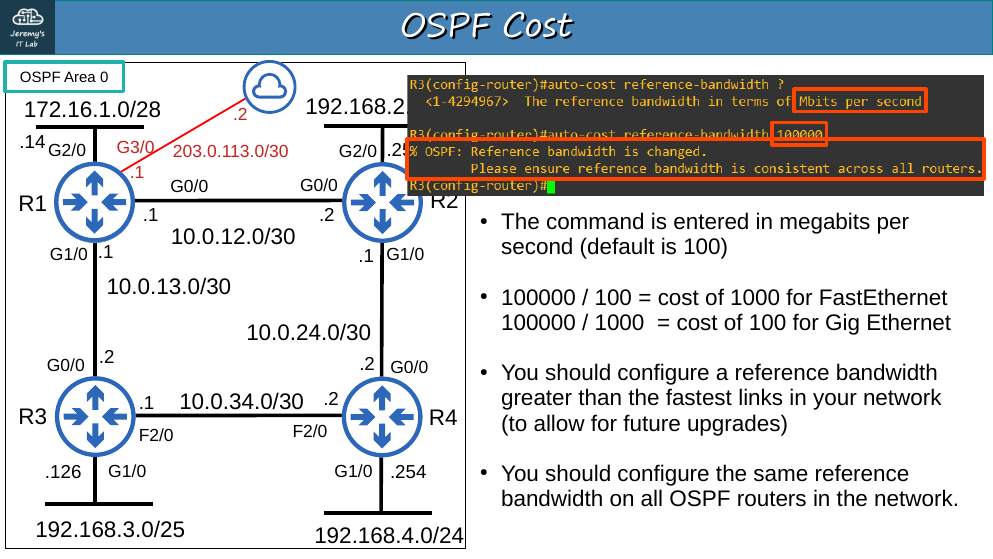 Jeremy's
IT Lab
OSPF Cost
OSPF Area 0
172.16.1.0/28
192.168.2.
.14
G2/0
G3/0
.1
.2
203.0.113.0/30
G2/0
R1
G0/0
.1
G0/0
.2
R2
10.0.12.0/30
G1/0
.1
.1
G1/0
10.0.13.0/30
10.0.24.0/30
G0/0
.2
.2
G0/0
R3
.1
10.0.34.0/30
.2
R4
F2/0
F2/0
.126
G1/0
G1/0
.254
192.168.3.0/25
192.168.4.0/24
R3(config-router)#auto-cost reference-bandwidth ?
<1-4294967> The reference bandwidth in terms of Mbits per second
R3(config-router)#auto-cost reference-bandwidth 100000
% OSPF: Reference bandwidth is changed.
Please ensure reference bandwidth is consistent across all routers.
R3(config-router)#
• The command is entered in megabits per
second (default is 100)
• 100000 / 100 = cost of 1000 for FastEthernet
100000 / 1000 = cost of 100 for Gig Ethernet
• You should configure a reference bandwidth
greater than the fastest links in your network
(to allow for future upgrades)
• You should configure the same reference
bandwidth on all OSPF routers in the network.